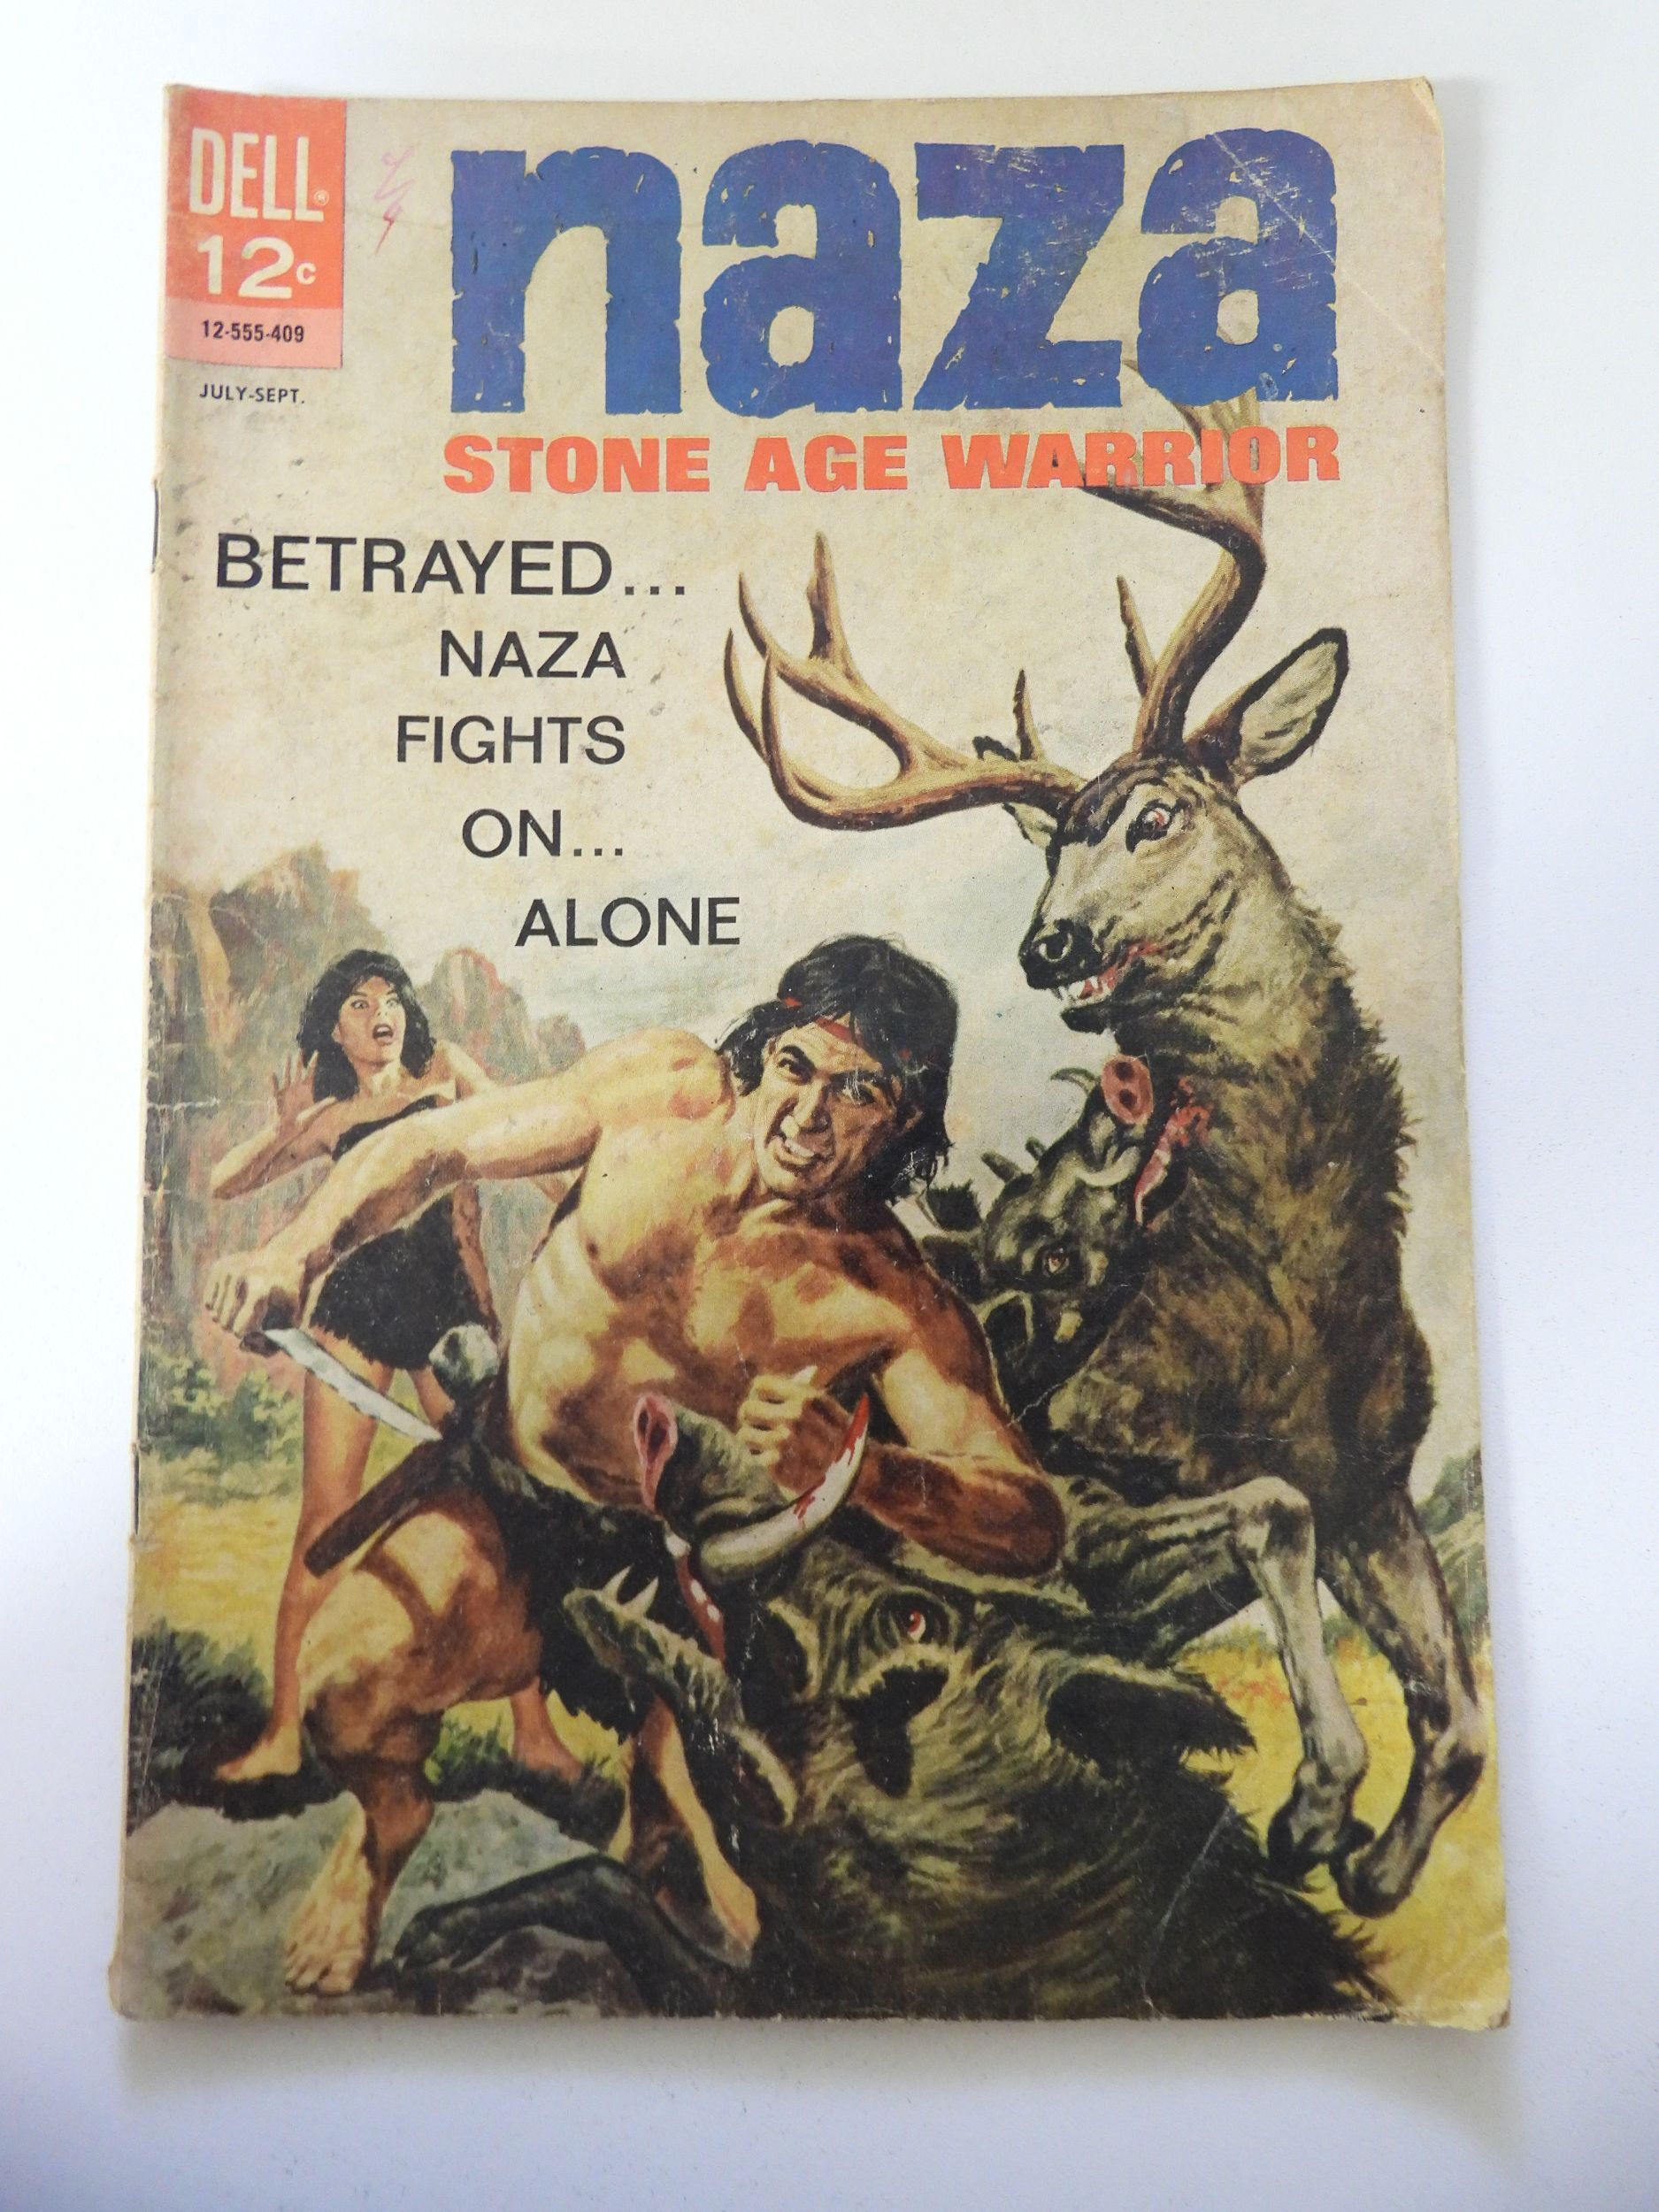 DELL®
12c
12-555-409
JULY-SEPT.
naza
STONE AGE WARRIOR
BETRAYED...
NAZA
FIGHTS
ON...
ALONE